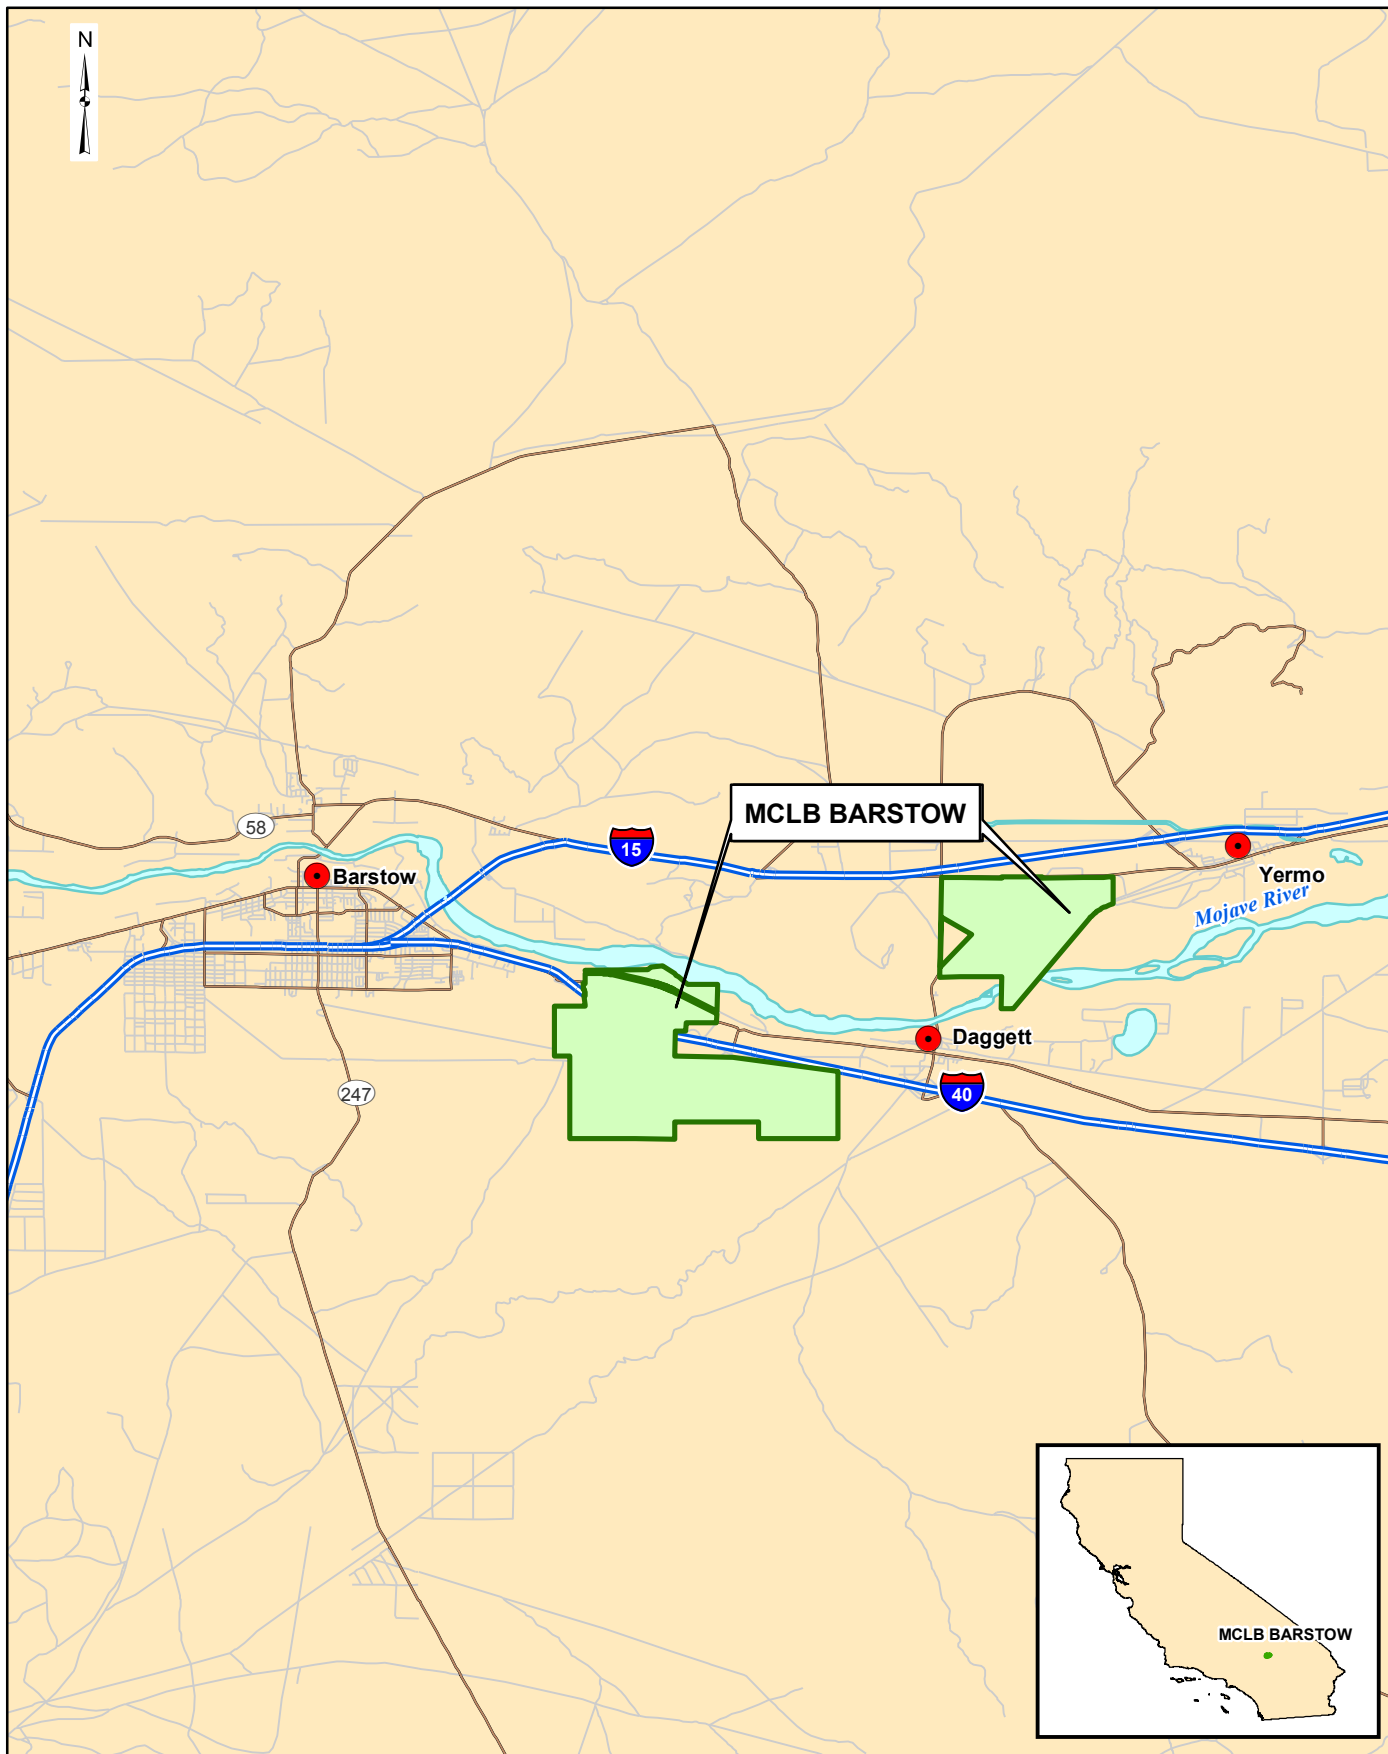 N
MCLB BARSTOW
58
15
Barstow
Yermo
Mojave River
Daggett
247
40
MCLB BARSTOW